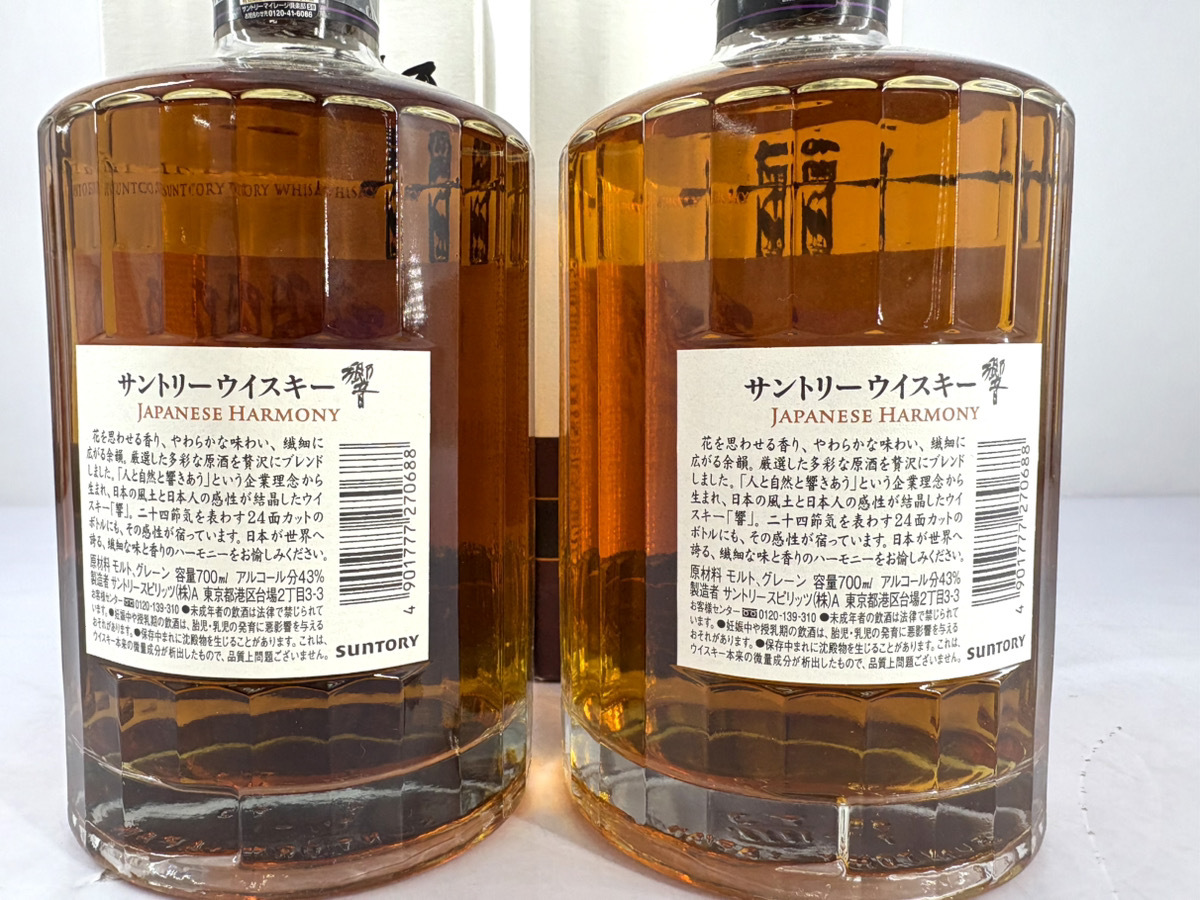 サントリーマイレージ倶楽部 SH
お問合わせ先0120-41-6088
サントリーウイスキー 響
JAPANESE HARMONY
花を思わせる香り、やわらかな味わい、繊細に
広がる余韻。厳選した多彩な原酒を贅沢にブレンド
しました。「人と自然と響きあう」という企業理念から
生まれ、日本の風土と日本人の感性が結晶したウイ
スキー「響」。二十四節気を表わす24面カットの
ボトルにも、その感性が宿っています。日本が世界へ
誇る、繊細な味と香りのハーモニーをお愉しみください。
原材料 モルト、グレーン 容量700ml アルコール分43%
製造者 サントリースピリッツ(株)A 東京都港区台場2丁目3-3
お客様センター 0120-139-310 ●未成年者の飲酒は法律で禁じられて
います。●妊娠中や授乳期の飲酒は、胎児・乳児の発育に悪影響を与える
おそれがあります。●保存中まれに沈殿物を生じることがあります。これは、
ウイスキー本来の微量成分が析出したもので、品質上問題ございません。
SUNTORY
4 901777 270688
サントリーウイスキー 響
JAPANESE HARMONY
花を思わせる香り、やわらかな味わい、繊細に
広がる余韻。厳選した多彩な原酒を贅沢にブレンド
しました。「人と自然と響きあう」という企業理念から
生まれ、日本の風土と日本人の感性が結晶したウイ
スキー「響」。二十四節気を表わす24面カットの
ボトルにも、その感性が宿っています。日本が世界へ
誇る、繊細な味と香りのハーモニーをお愉しみください。
原材料 モルト、グレーン 容量700ml アルコール分43%
製造者 サントリースピリッツ(株)A 東京都港区台場2丁目3-3
お客様センター 0120-139-310 ●未成年者の飲酒は法律で禁じられて
います。●妊娠中や授乳期の飲酒は、胎児・乳児の発育に悪影響を与える
おそれがあります。●保存中まれに沈殿物を生じることがあります。これは、
ウイスキー本来の微量成分が析出したもので、品質上問題ございません。
SUNTORY
4 901777 270688